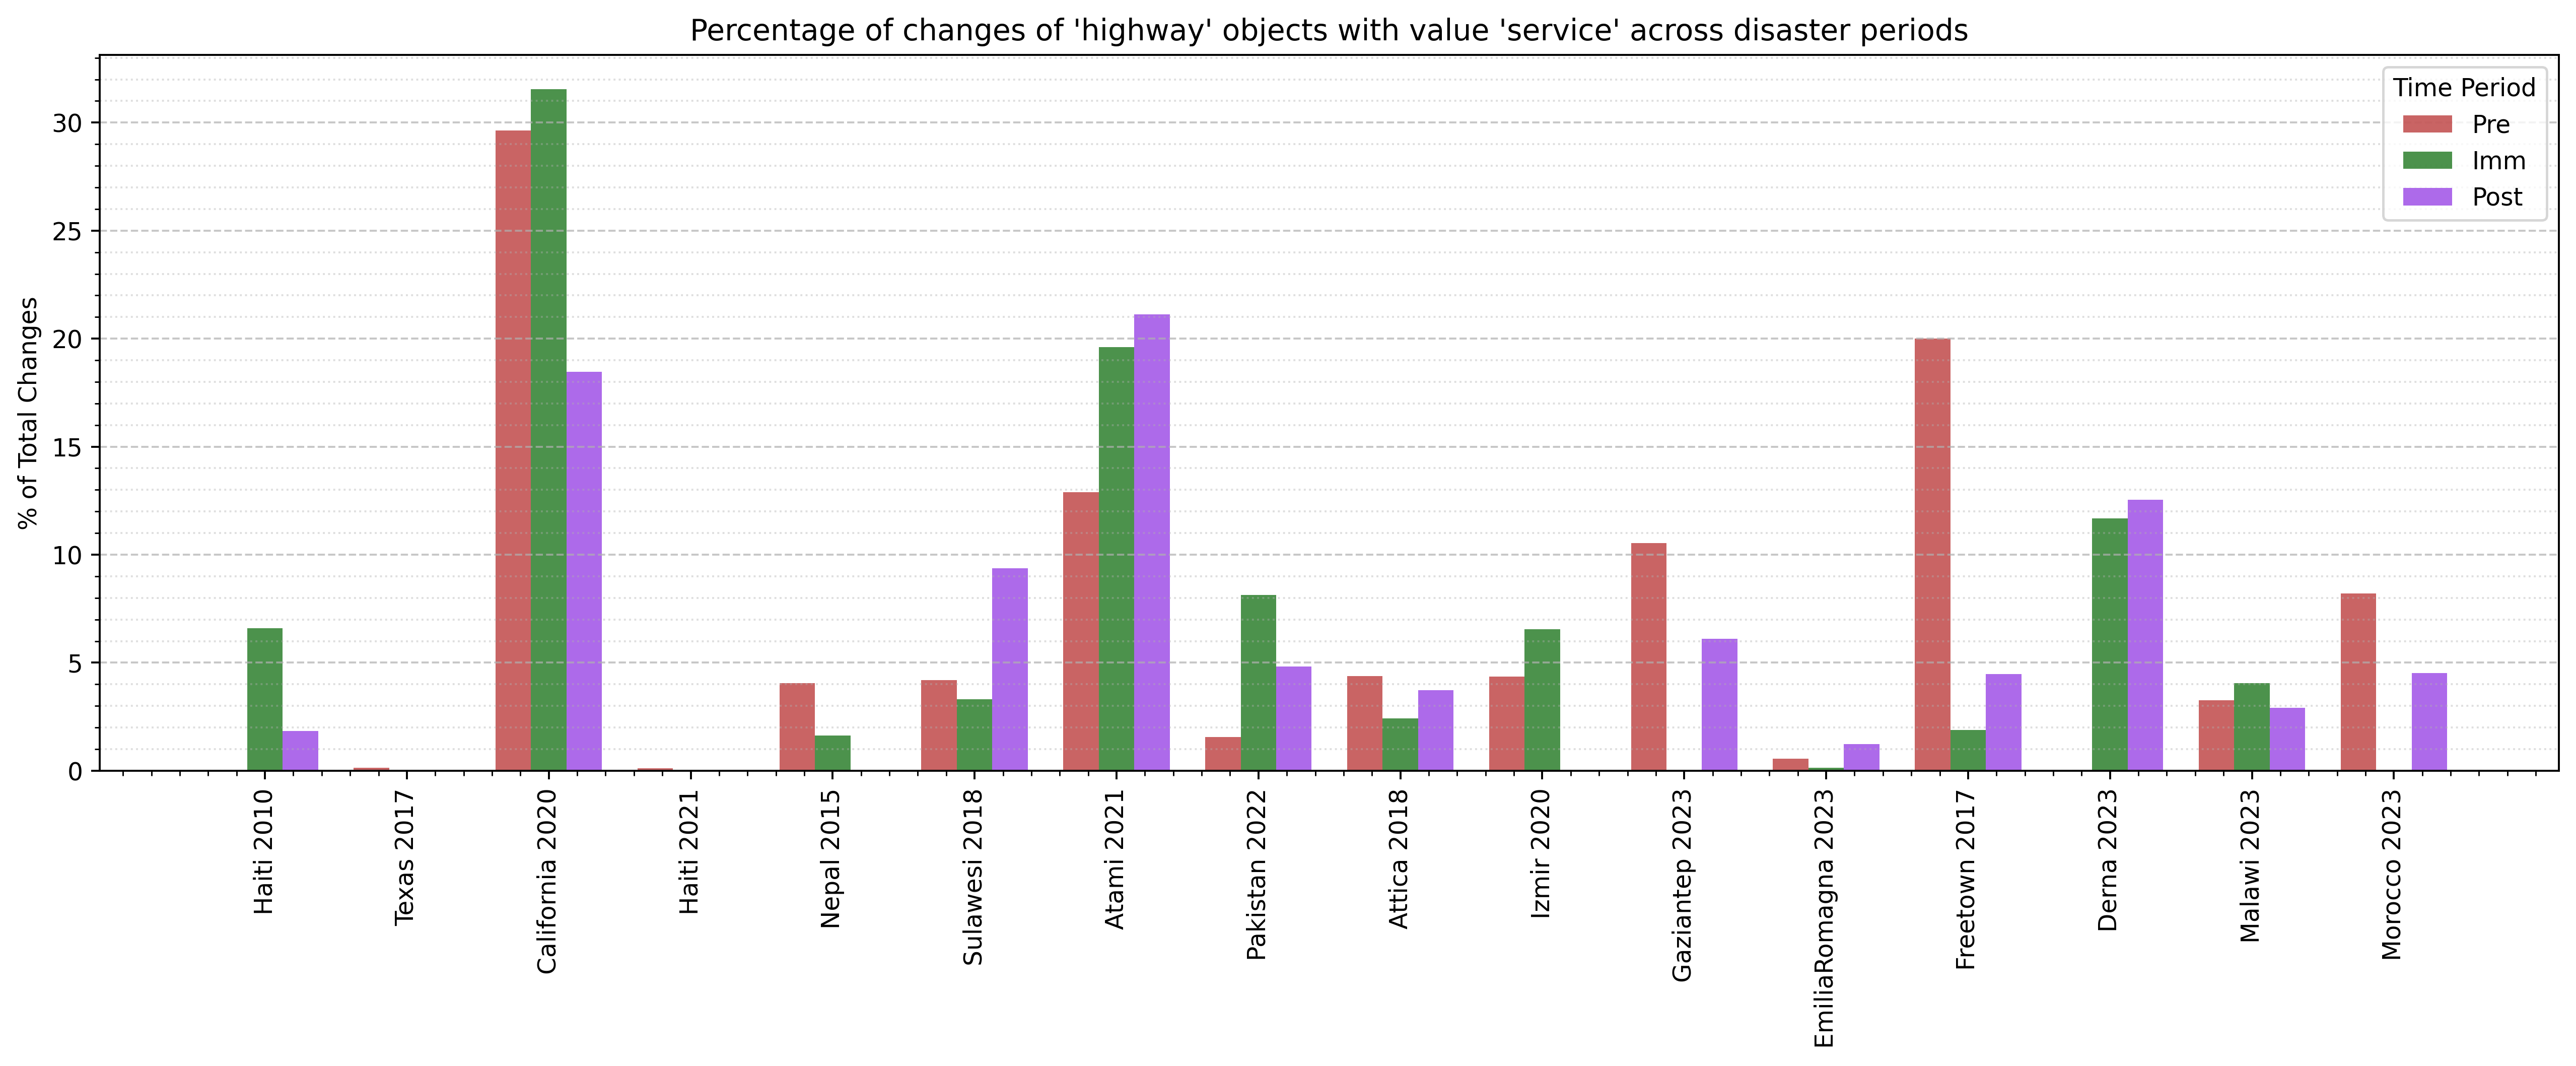 Percentage of changes of 'highway' objects with value 'service' across disaster periods
% of Total Changes
30
25
20
15
10
5
0
Time Period
Pre
Imm
Post
Haiti 2010
Texas 2017
California 2020
Haiti 2021
Nepal 2015
Sulawesi 2018
Atami 2021
Pakistan 2022
Attica 2018
Izmir 2020
Gaziantep 2023
EmiliaRomagna 2023
Freetown 2017
Derna 2023
Malawi 2023
Morocco 2023